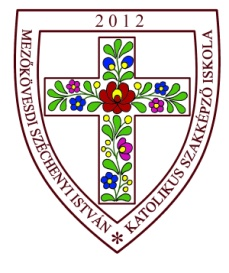 2012
MEZŐKÖVESDI SZÉCHENYI ISTVÁN
KATOLIKUS SZAKKÉPZŐ ISKOLA